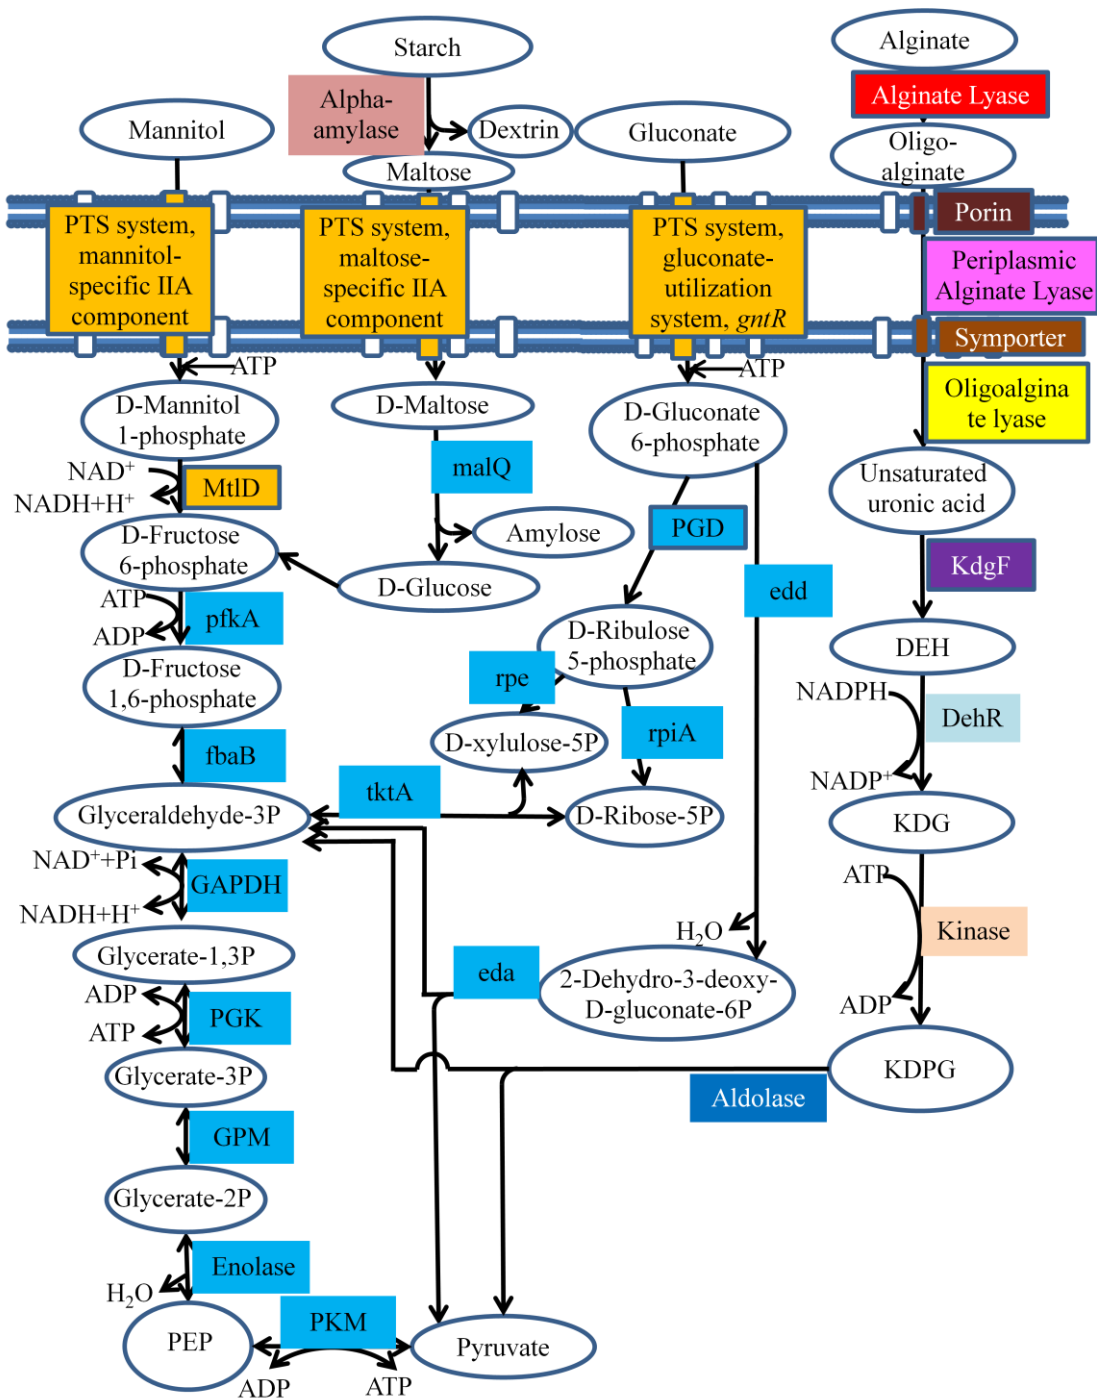 Starch
Alginate
Alpha-
amylase
Alginate Lyase
Mannitol
Dextrin
Gluconate
Oligo-
alginate
Maltose
Porin
PTS system,
mannitol-
specific IIA
component
PTS system,
maltose-
specific IIA
component
PTS system,
gluconate-
utilization
system, gntR
Periplasmic
Alginate Lyase
Symporter
ATP
ATP
Oligoalgina
te lyase
D-Mannitol
1-phosphate
D-Maltose
D-Gluconate
6-phosphate
NAD⁺
NADH+H⁺
MtlD
malQ
Unsaturated
uronic acid
PGD
Amylose
D-Fructose
6-phosphate
D-Glucose
edd
KdgF
ATP
ADP
pfkA
D-Ribulose
5-phosphate
DEH
D-Fructose
1,6-phosphate
rpe
NADPH
DehR
NADP⁺
fbaB
D-xylulose-5P
rpiA
tktA
Glyceraldehyde-3P
D-Ribose-5P
KDG
NAD⁺+Pi
NADH+H⁺
GAPDH
ATP
Kinase
ADP
H₂O
Glycerate-1,3P
eda
2-Dehydro-3-deoxy-
D-gluconate-6P
ADP
ATP
PGK
Glycerate-3P
KDPG
Aldolase
GPM
Glycerate-2P
Enolase
H₂O
PKM
PEP
Pyruvate
ADP
ATP